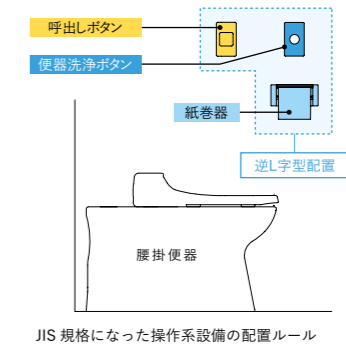 呼出しボタン
便器洗浄ボタン
紙巻器
逆L字型配置
腰掛便器
JIS 規格になった操作系設備の配置ルール